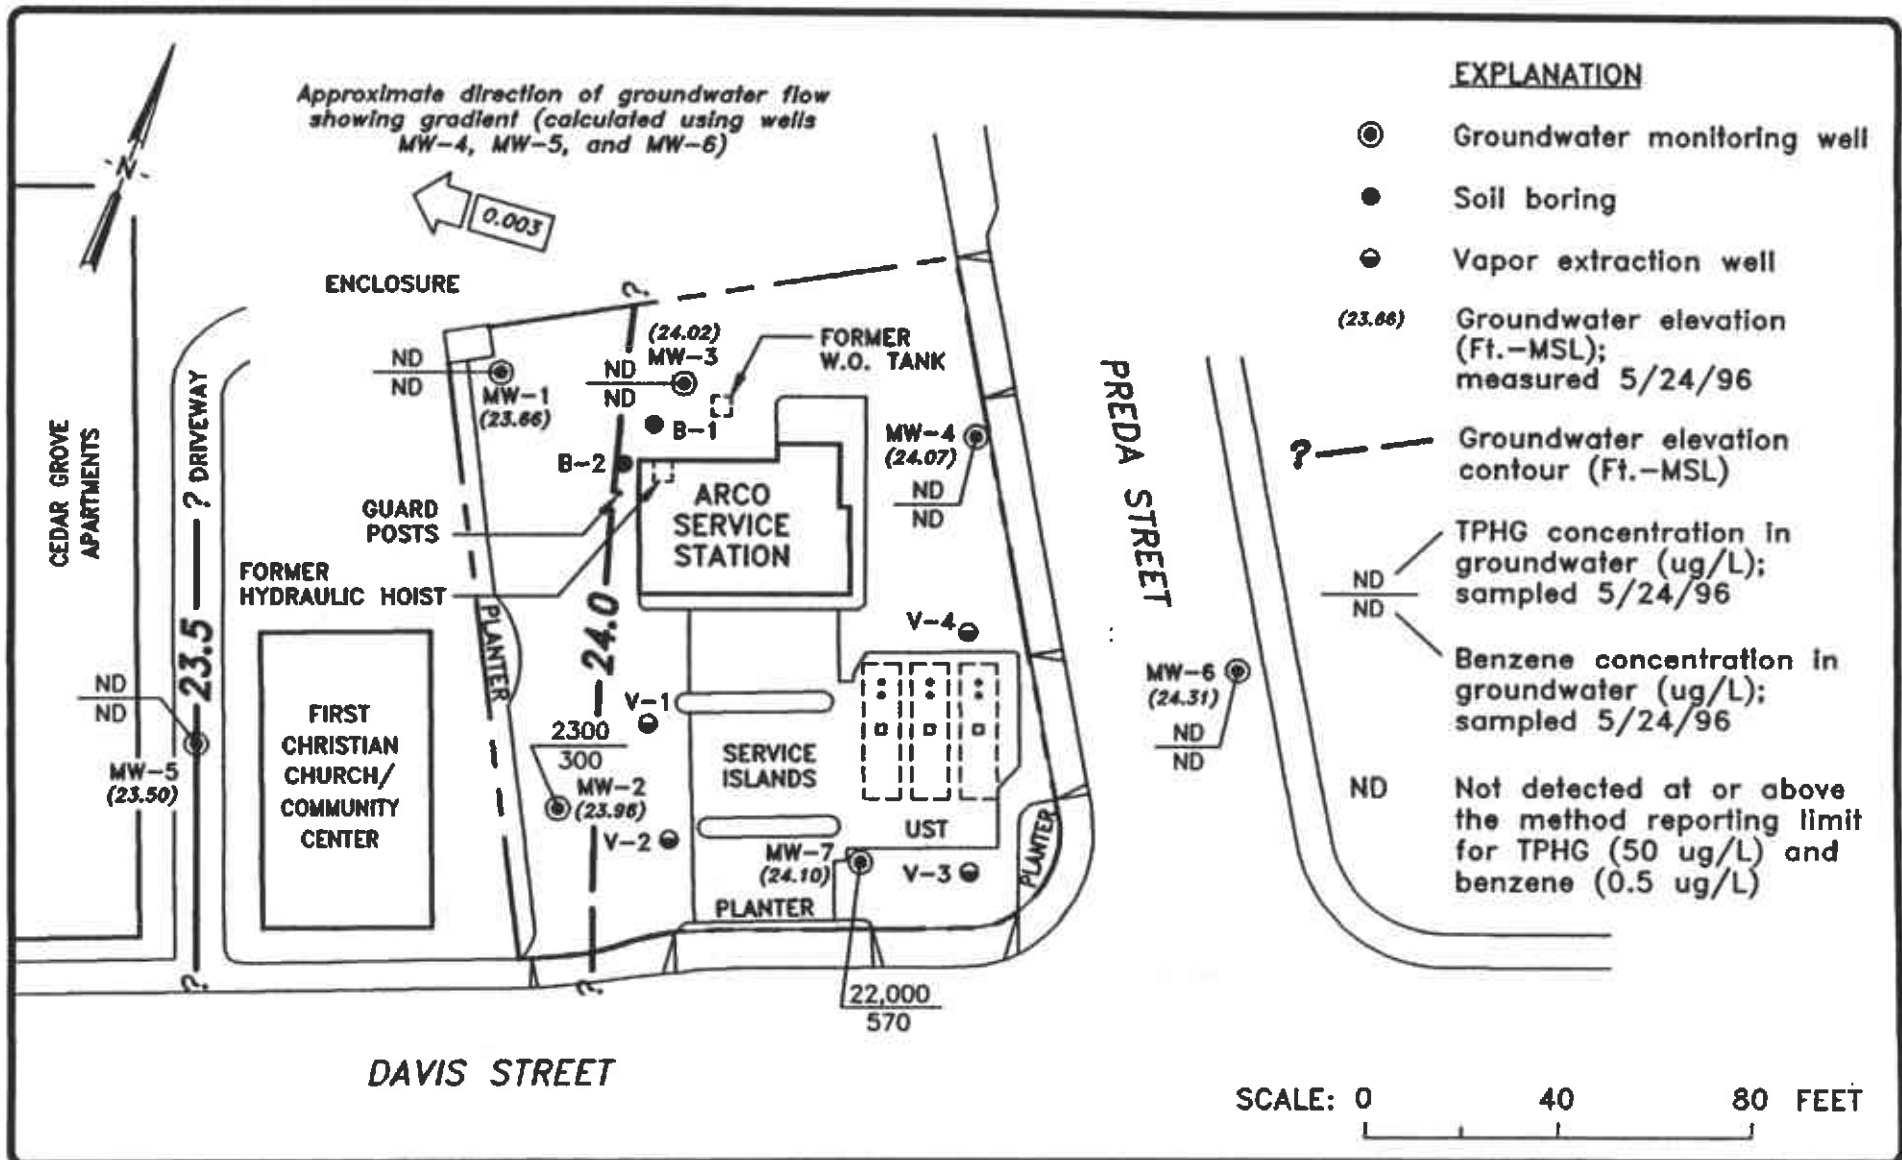 Approximate direction of groundwater flow
showing gradient (calculated using wells
MW-4, MW-5, and MW-6)
N
0.003
ENCLOSURE
?
(24.02)
MW-3
ND
ND
FORMER
W.O. TANK
ND
ND
MW-1
(23.66)
B-1
B-2
MW-4
(24.07)
ND
ND
GUARD
POSTS
ARCO
SERVICE
STATION
FORMER
HYDRAULIC HOIST
CEDAR GROVE
APARTMENTS
? DRIVEWAY
23.5
24.0
PLANTER
PREDA STREET
V-4
ND
ND
MW-5
(23.50)
FIRST
CHRISTIAN
CHURCH/
COMMUNITY
CENTER
V-1
2300
300
MW-2
(23.96)
V-2
SERVICE
ISLANDS
UST
MW-7
(24.10)
V-3
PLANTER
PLANTER
MW-6
(24.31)
ND
ND
?
?
22,000
570
DAVIS STREET
EXPLANATION
Groundwater monitoring well
Soil boring
Vapor extraction well
(23.66) Groundwater elevation
(Ft.-MSL);
measured 5/24/96
? Groundwater elevation
contour (Ft.-MSL)
ND
ND
TPHG concentration in
groundwater (ug/L);
sampled 5/24/96
Benzene concentration in
groundwater (ug/L);
sampled 5/24/96
ND Not detected at or above
the method reporting limit
for TPHG (50 ug/L) and
benzene (0.5 ug/L)
SCALE: 0 40 80 FEET